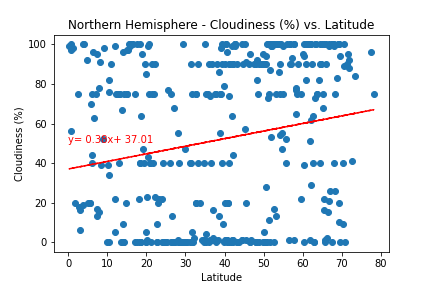 Northern Hemisphere - Cloudiness (%) vs. Latitude
100
80
60
40
20
0
Cloudiness (%)
y= 0.38x+ 37.01
0 10 20 30 40 50 60 70 80
Latitude